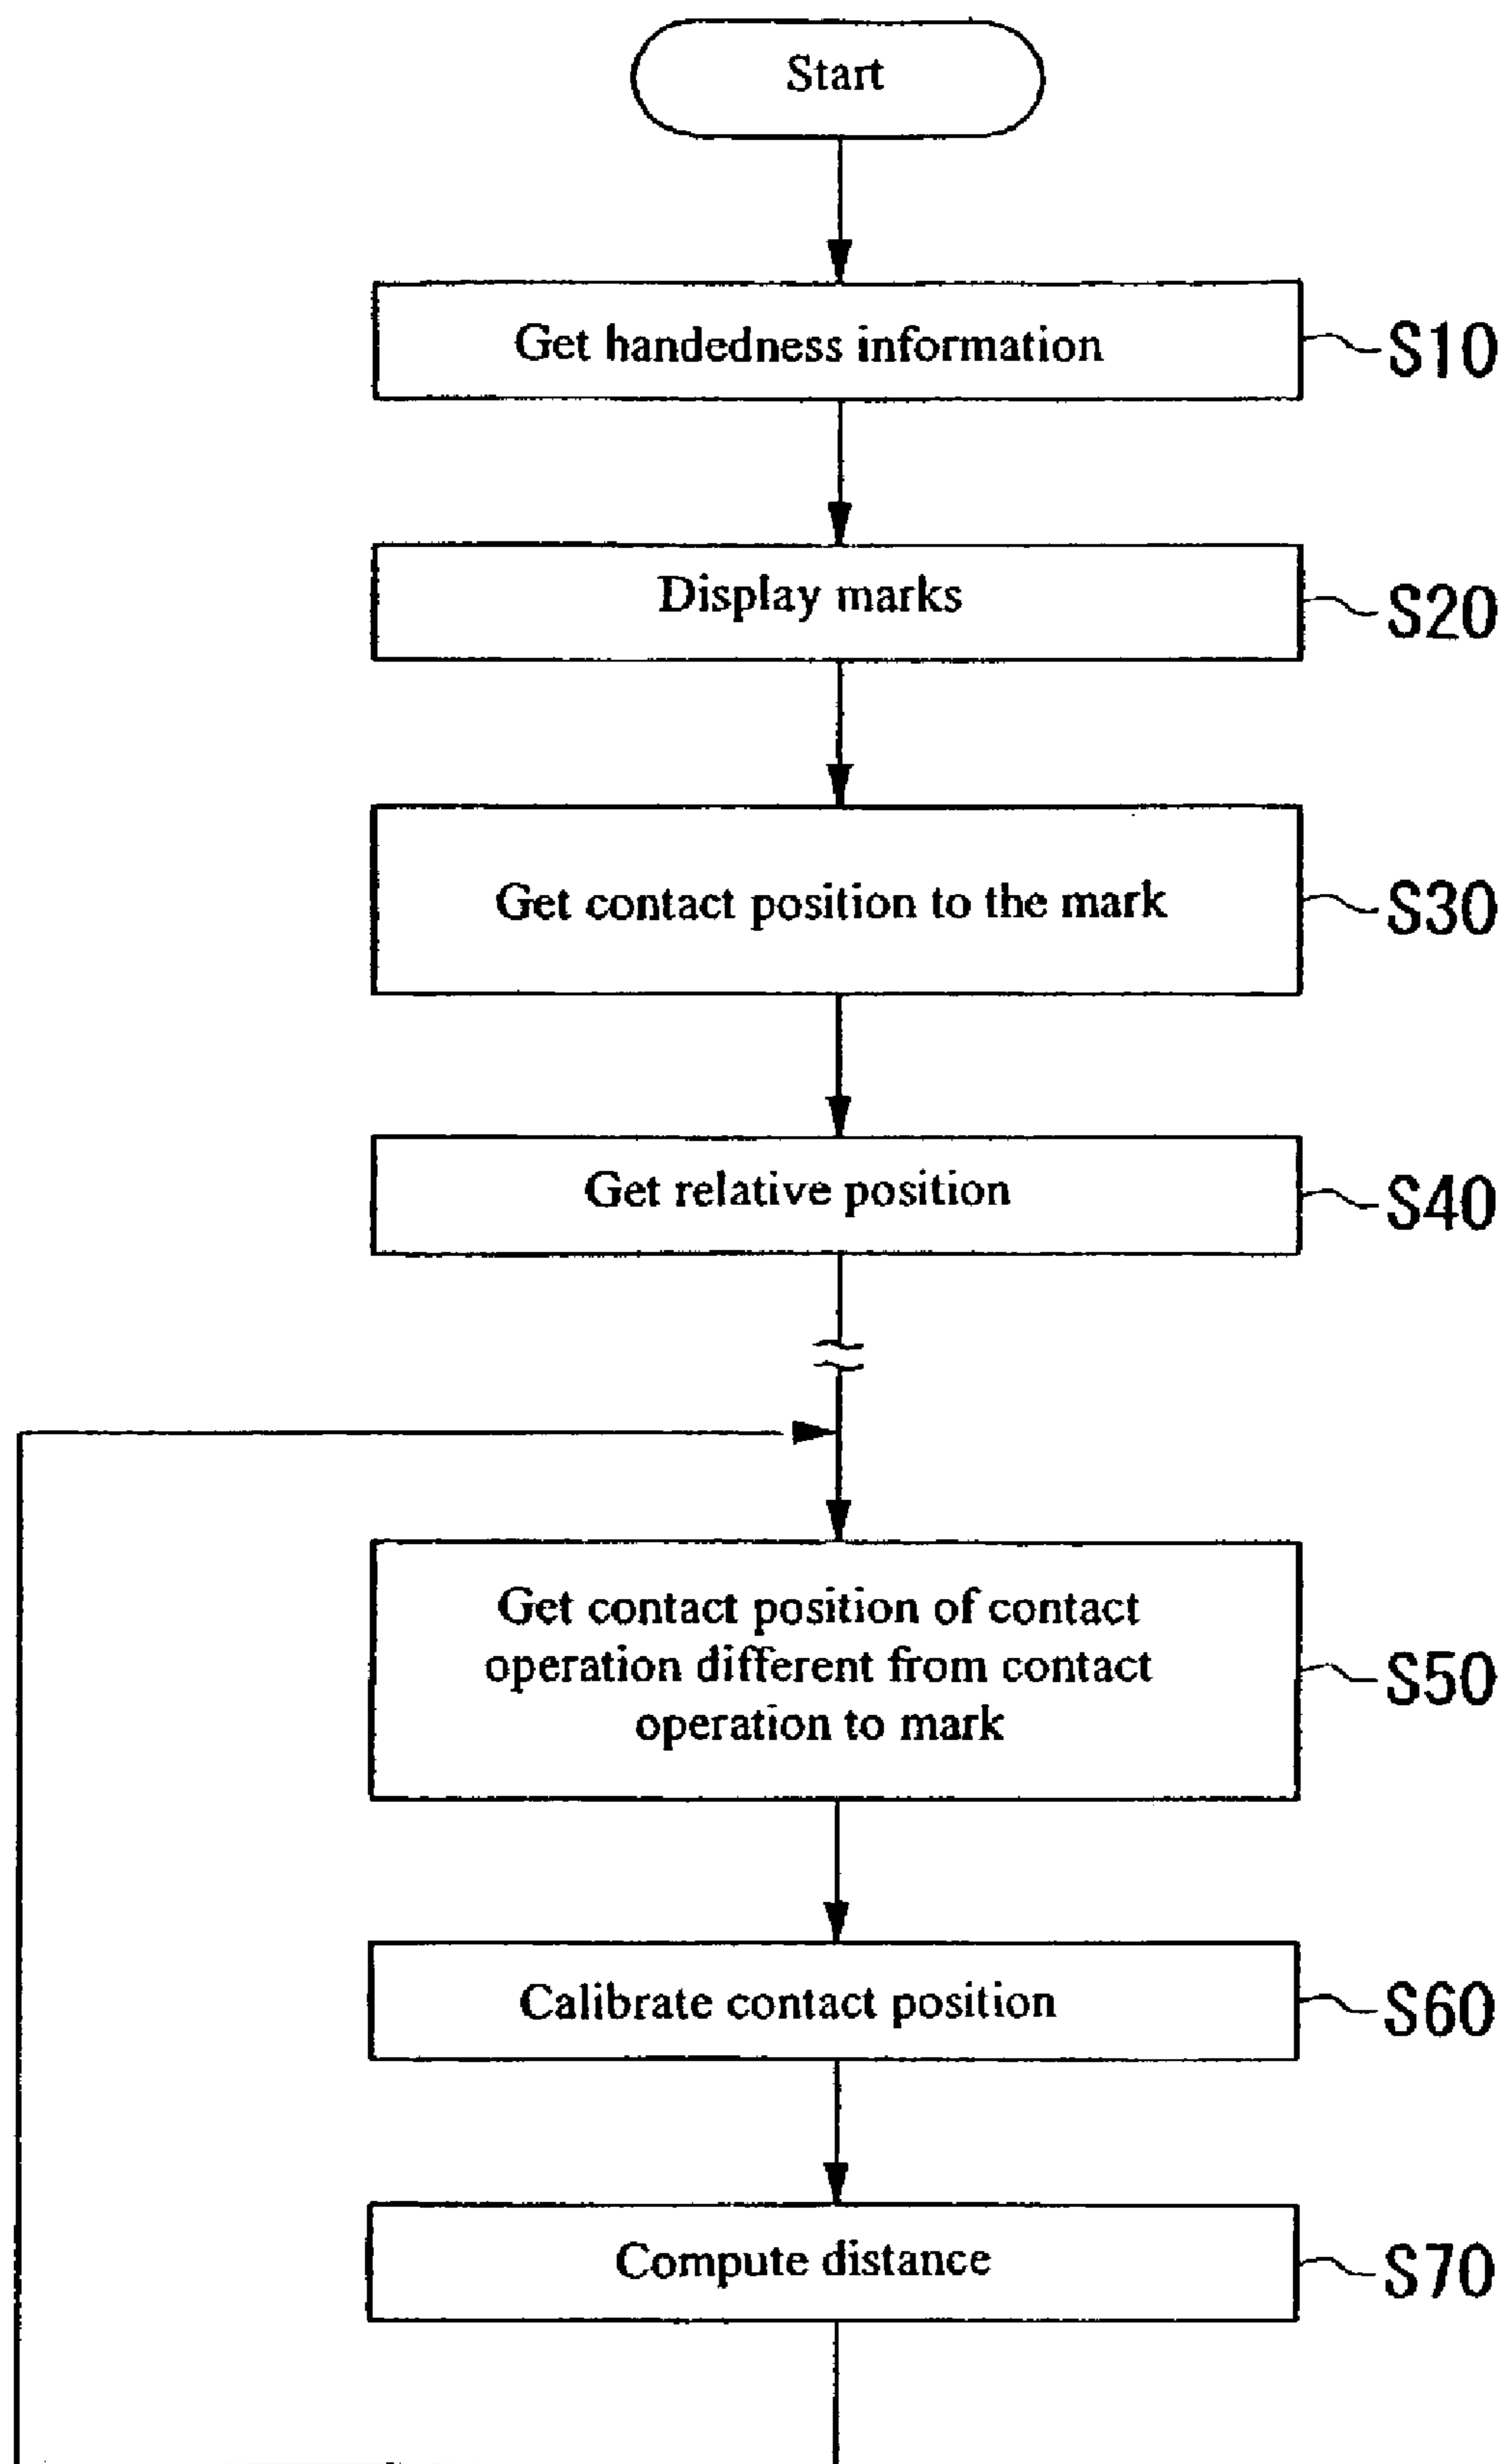 Start
Get handedness information
S10
Display marks
S20
Get contact position to the mark
S30
Get relative position
S40
Get contact position of contact
operation different from contact
operation to mark
S50
Calibrate contact position
S60
Compute distance
S70